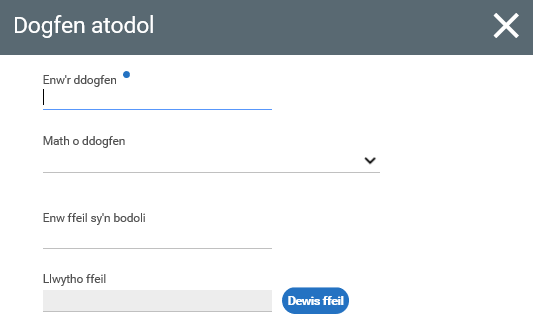 Dogfen atodol
Enw'r ddogfen
Math o ddogfen
Enw ffeil sy'n bodoli
Llwytho ffeil
Dewis ffeil